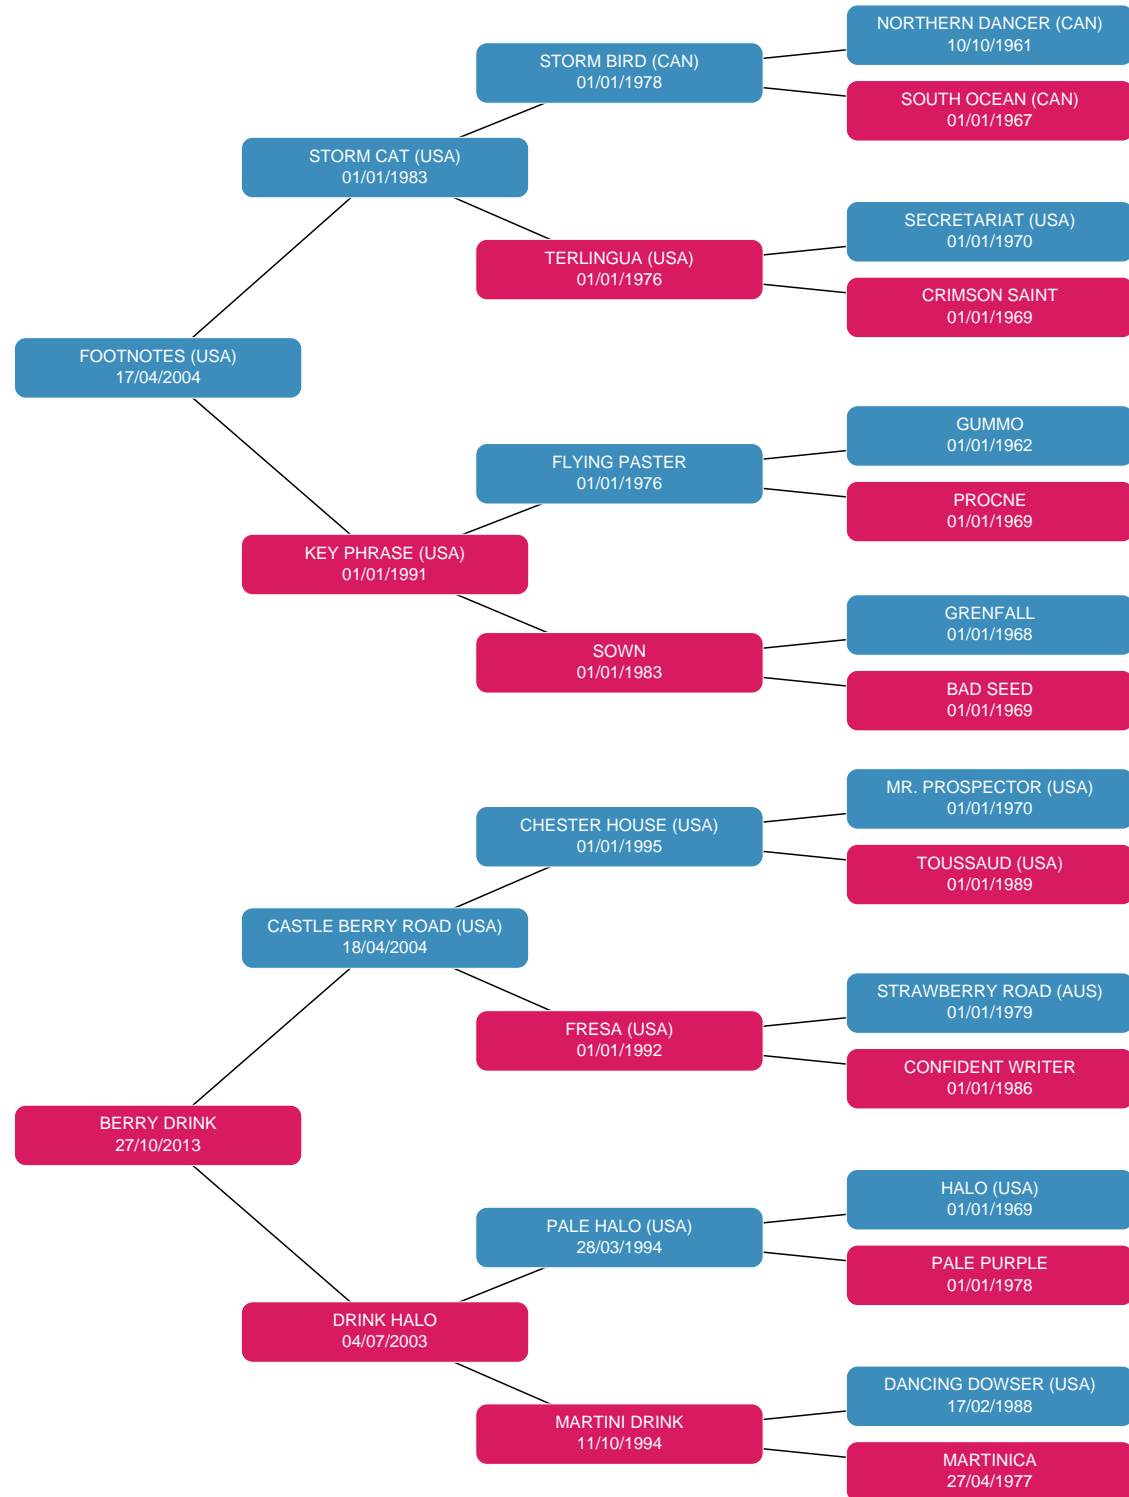 NORTHERN DANCER (CAN)
10/10/1961
STORM BIRD (CAN)
01/01/1978
SOUTH OCEAN (CAN)
01/01/1967
STORM CAT (USA)
01/01/1983
SECRETARIAT (USA)
01/01/1970
TERLINGUA (USA)
01/01/1976
CRIMSON SAINT
01/01/1969
FOOTNOTES (USA)
17/04/2004
GUMMO
01/01/1962
FLYING PASTER
01/01/1976
PROCNE
01/01/1969
KEY PHRASE (USA)
01/01/1991
GRENFALL
01/01/1968
SOWN
01/01/1983
BAD SEED
01/01/1969
MR. PROSPECTOR (USA)
01/01/1970
CHESTER HOUSE (USA)
01/01/1995
TOUSSAUD (USA)
01/01/1989
CASTLE BERRY ROAD (USA)
18/04/2004
STRAWBERRY ROAD (AUS)
01/01/1979
FRESA (USA)
01/01/1992
CONFIDENT WRITER
01/01/1986
BERRY DRINK
27/10/2013
HALO (USA)
01/01/1969
PALE HALO (USA)
28/03/1994
PALE PURPLE
01/01/1978
DRINK HALO
04/07/2003
DANCING DOWSER (USA)
17/02/1988
MARTINI DRINK
11/10/1994
MARTINICA
27/04/1977